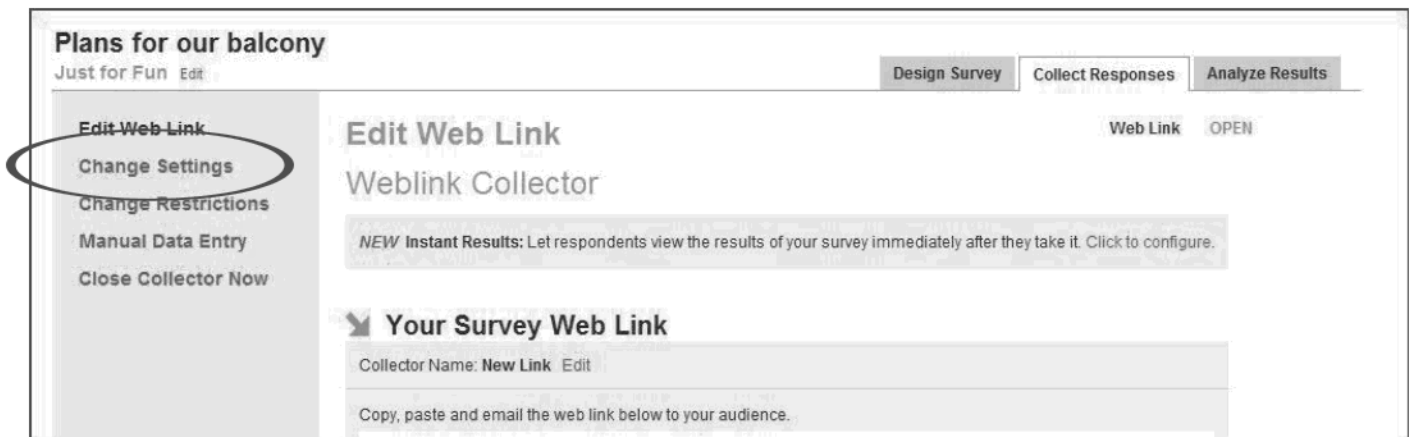 Plans for our balcony
Just for Fun Edit
Design Survey Collect Responses Analyze Results
Edit Web Link
Change Settings
Change Restrictions
Manual Data Entry
Close Collector Now
Edit Web Link
Web Link OPEN
Weblink Collector
NEW Instant Results: Let respondents view the results of your survey immediately after they take it. Click to configure.
Your Survey Web Link
Collector Name: New Link Edit
Copy, paste and email the web link below to your audience.